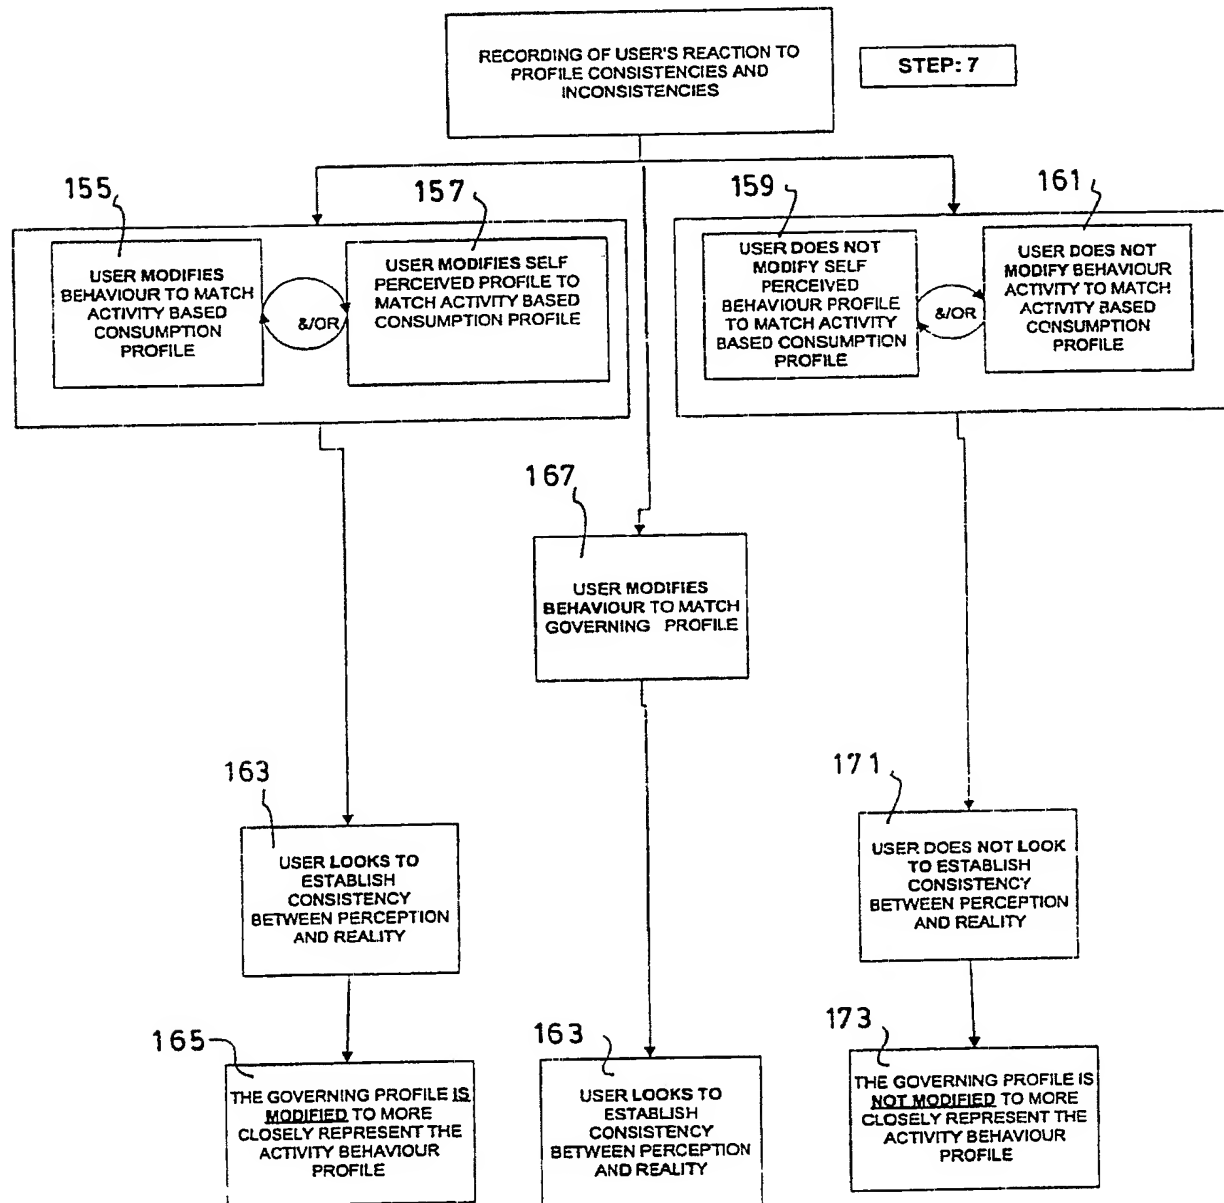 RECORDING OF USER'S REACTION TO
PROFILE CONSISTENCIES AND
INCONSISTENCIES
STEP: 7
155
157
159
161
USER MODIFIES
BEHAVIOUR TO MATCH
ACTIVITY BASED
CONSUMPTION
PROFILE
&/OR
USER MODIFIES SELF
PERCEIVED PROFILE TO
MATCH ACTIVITY BASED
CONSUMPTION PROFILE
USER DOES NOT
MODIFY SELF
PERCEIVED
BEHAVIOUR PROFILE
TO MATCH ACTIVITY
BASED CONSUMPTION
PROFILE
&/OR
USER DOES NOT
MODIFY BEHAVIOUR
ACTIVITY TO MATCH
ACTIVITY BASED
CONSUMPTION
PROFILE
167
USER MODIFIES
BEHAVIOUR TO MATCH
GOVERNING PROFILE
163
USER LOOKS TO
ESTABLISH
CONSISTENCY
BETWEEN PERCEPTION
AND REALITY
171
USER DOES NOT LOOK
TO ESTABLISH
CONSISTENCY
BETWEEN PERCEPTION
AND REALITY
165
THE GOVERNING PROFILE IS
MODIFIED TO MORE
CLOSELY REPRESENT THE
ACTIVITY BEHAVIOUR
PROFILE
163
USER LOOKS TO
ESTABLISH
CONSISTENCY
BETWEEN PERCEPTION
AND REALITY
173
THE GOVERNING PROFILE IS
NOT MODIFIED TO MORE
CLOSELY REPRESENT THE
ACTIVITY BEHAVIOUR
PROFILE